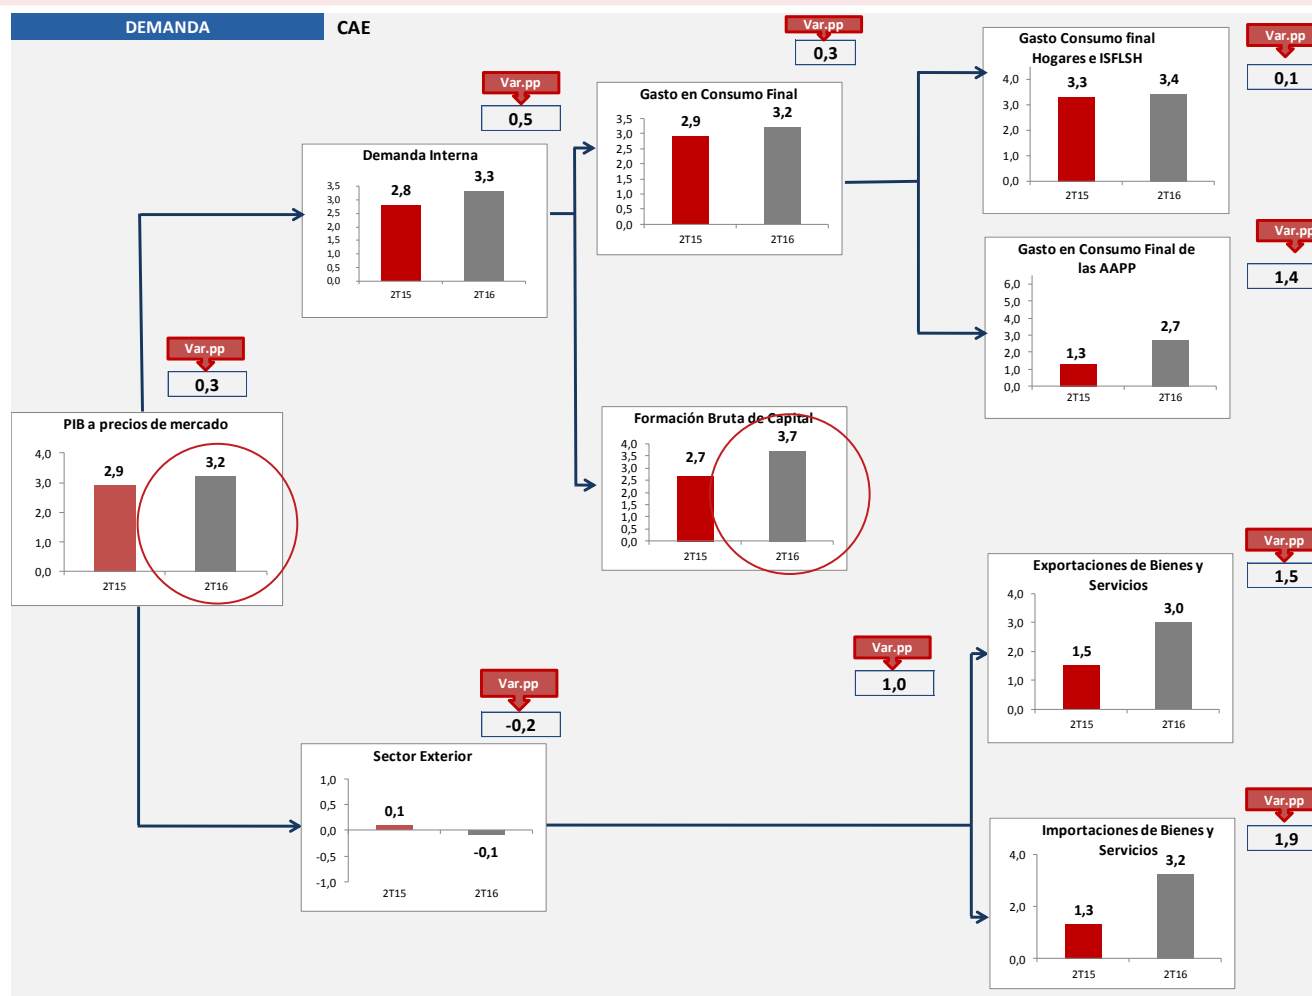 DEMANDA
CAE
Var.pp
0,3
Gasto Consumo final
Hogares e ISFLSH
4,0
3,0
2,0
1,0
0,0
3,3
3,4
2T15
2T16
Var.pp
0,1
Var.pp
0,5
Gasto en Consumo Final
3,5
3,0
2,5
2,0
1,5
1,0
0,5
0,0
2,9
3,2
2T15
2T16
Demanda Interna
3,5
3,0
2,5
2,0
1,5
1,0
0,5
0,0
2,8
3,3
2T15
2T16
Gasto en Consumo Final de
las AAPP
6,0
5,0
4,0
3,0
2,0
1,0
0,0
1,3
2,7
2T15
2T16
Var.pp
1,4
Var.pp
0,3
PIB a precios de mercado
4,0
3,0
2,0
1,0
0,0
2,9
3,2
2T15
2T16
Formación Bruta de Capital
4,0
3,5
3,0
2,5
2,0
1,5
1,0
0,5
0,0
2,7
3,7
2T15
2T16
Var.pp
1,0
Exportaciones de Bienes y
Servicios
4,0
3,0
2,0
1,0
0,0
1,5
3,0
2T15
2T16
Var.pp
1,5
Var.pp
-0,2
Sector Exterior
1,0
0,5
0,0
-0,5
-1,0
0,1
-0,1
2T15
2T16
Importaciones de Bienes y
Servicios
4,0
2,0
0,0
1,3
3,2
2T15
2T16
Var.pp
1,9